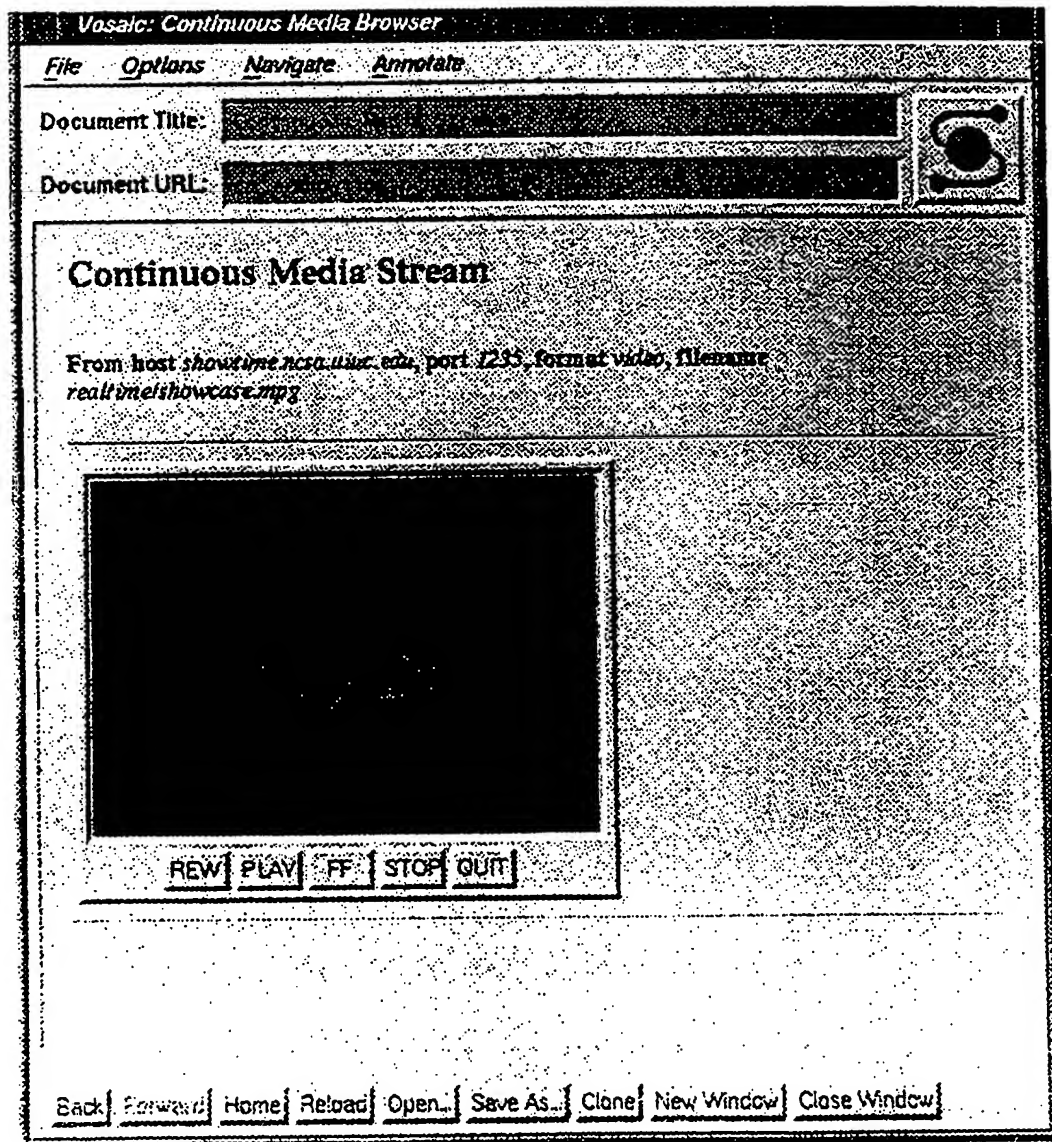 Vosaic: Continuous Media Browser
File Options Navigate Annotate
Document Title:
Document URL:
Continuous Media Stream
From host showtime.ncsa.uiuc.edu, port 1235, format video, filename
realtime/showcase.mpg
REW PLAY FF STOP QUIT
Back Forward Home Reload Open... Save As... Clone New Window Close Window